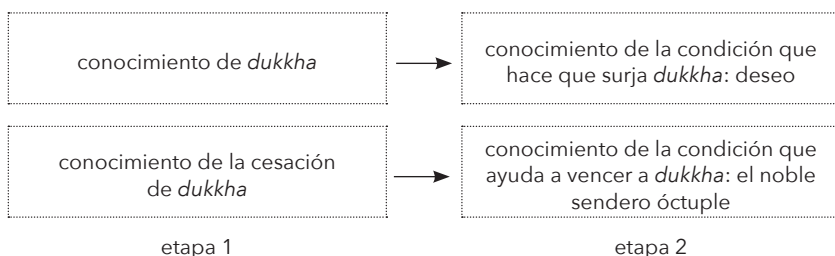 conocimiento de dukkha
conocimiento de la condición que
hace que surja dukkha: deseo
conocimiento de la cesación
de dukkha
conocimiento de la condición que
ayuda a vencer a dukkha: el noble
sendero óctuple
etapa 1
etapa 2